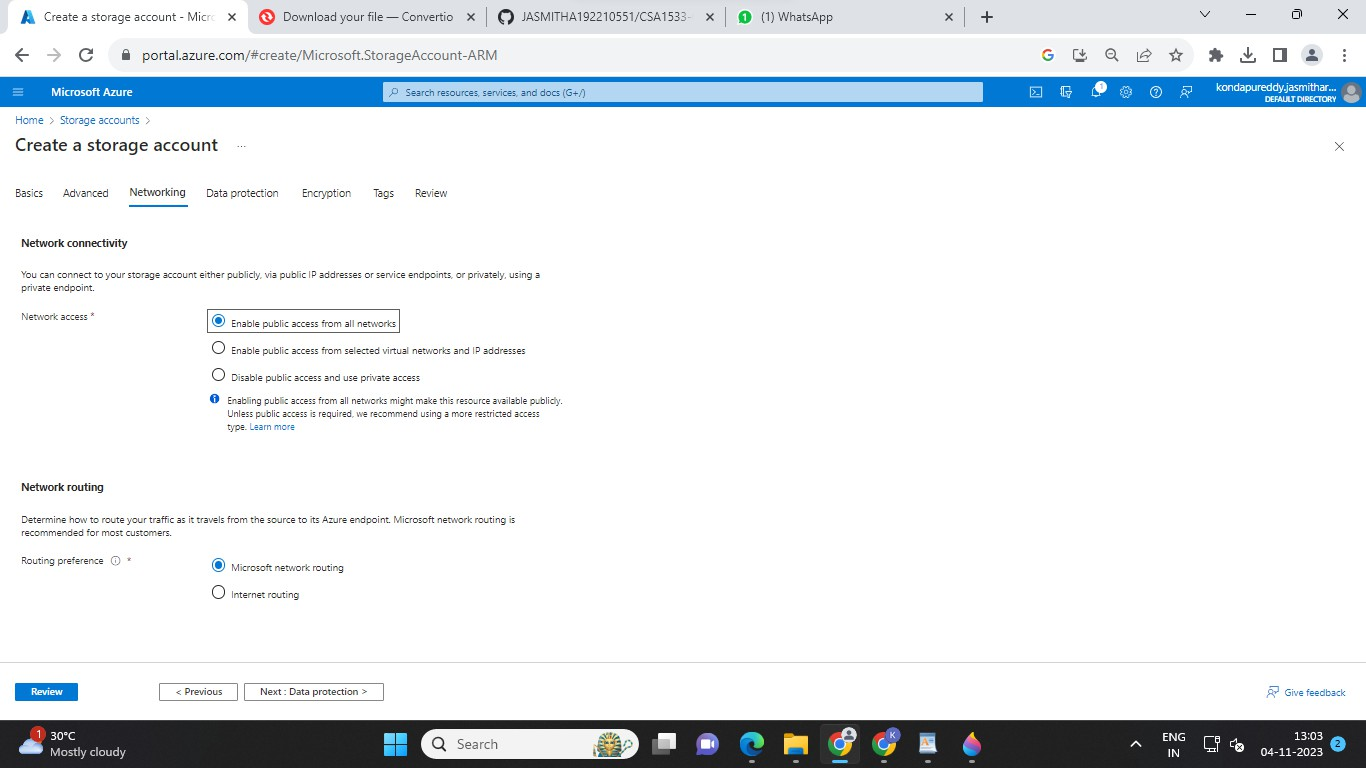 Create a storage account - Micr
Download your file — Convertio
JASMITHA192210551/CSA1533-
(1) WhatsApp
portal.azure.com/#create/Microsoft.StorageAccount-ARM
Microsoft Azure
Search resources, services, and docs (G+/)
1
kondapureddy.jasmithar...
DEFAULT DIRECTORY
Home > Storage accounts >
Create a storage account ...
Basics Advanced Networking Data protection Encryption Tags Review
Network connectivity
You can connect to your storage account either publicly, via public IP addresses or service endpoints, or privately, using a
private endpoint.
Network access *
Enable public access from all networks
Enable public access from selected virtual networks and IP addresses
Disable public access and use private access
Enabling public access from all networks might make this resource available publicly.
Unless public access is required, we recommend using a more restricted access
type. Learn more
Network routing
Determine how to route your traffic as it travels from the source to its Azure endpoint. Microsoft network routing is
recommended for most customers.
Routing preference *
Microsoft network routing
Internet routing
Review
< Previous
Next : Data protection >
Give feedback
1
30°C
Mostly cloudy
Search
K
ENG
IN
13:03
04-11-2023
2